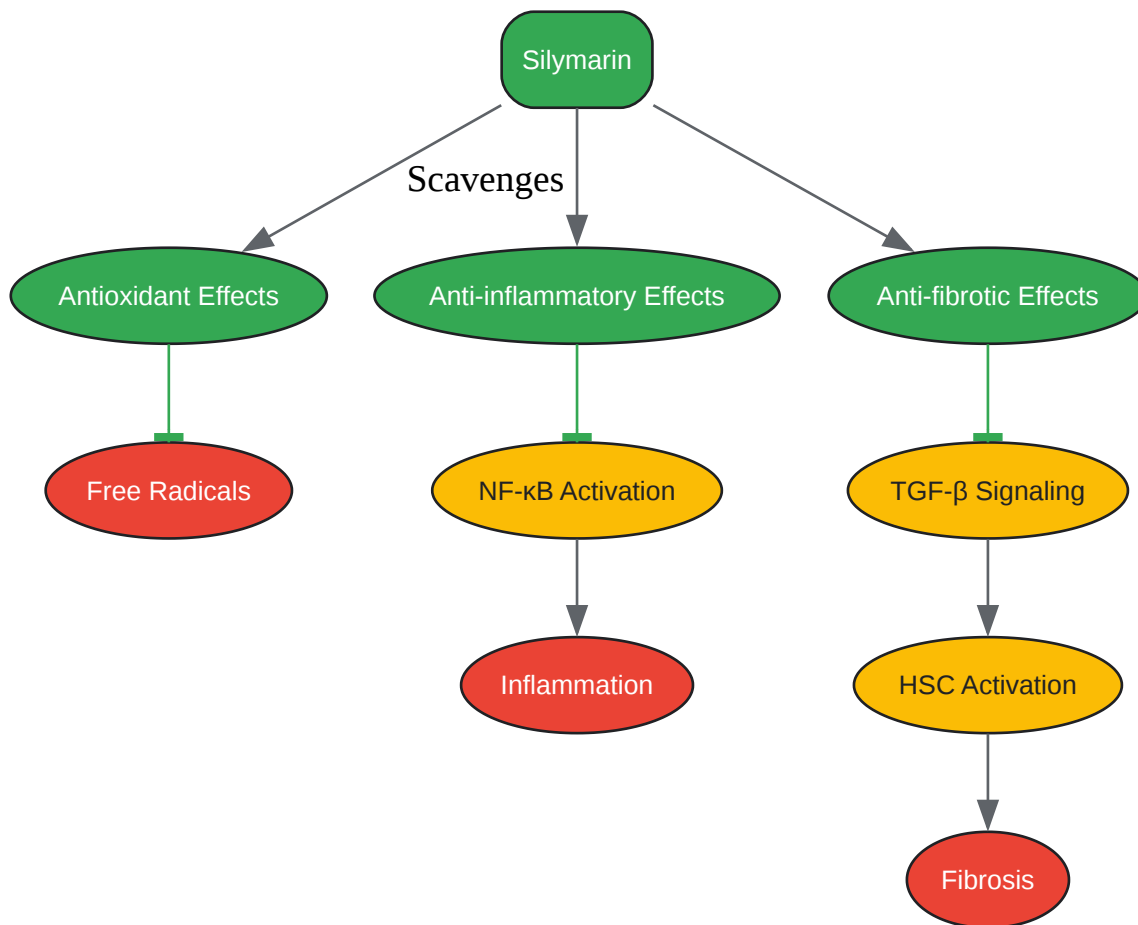 Silymarin
Scavenges
Antioxidant Effects
Anti-inflammatory Effects
Anti-fibrotic Effects
Free Radicals
NF-κB Activation
TGF-β Signaling
Inflammation
HSC Activation
Fibrosis